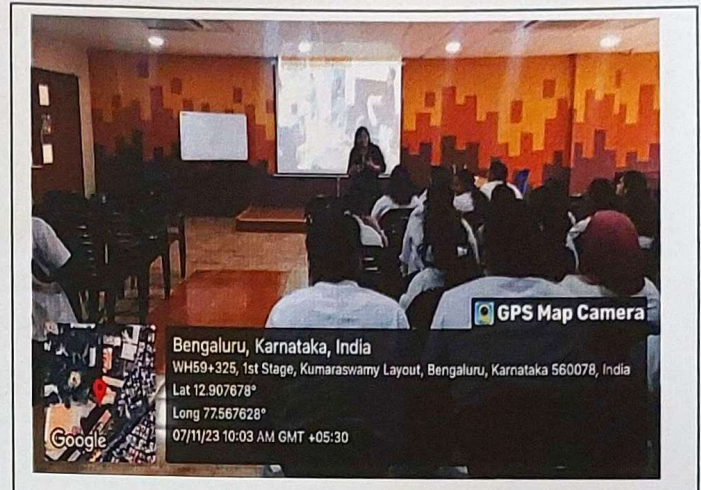 GPS Map Camera
Bengaluru, Karnataka, India
WH59+325, 1st Stage, Kumaraswamy Layout, Bengaluru, Karnataka 560078, India
Lat 12.907678°
Long 77.567628°
07/11/23 10:03 AM GMT +05:30
Google